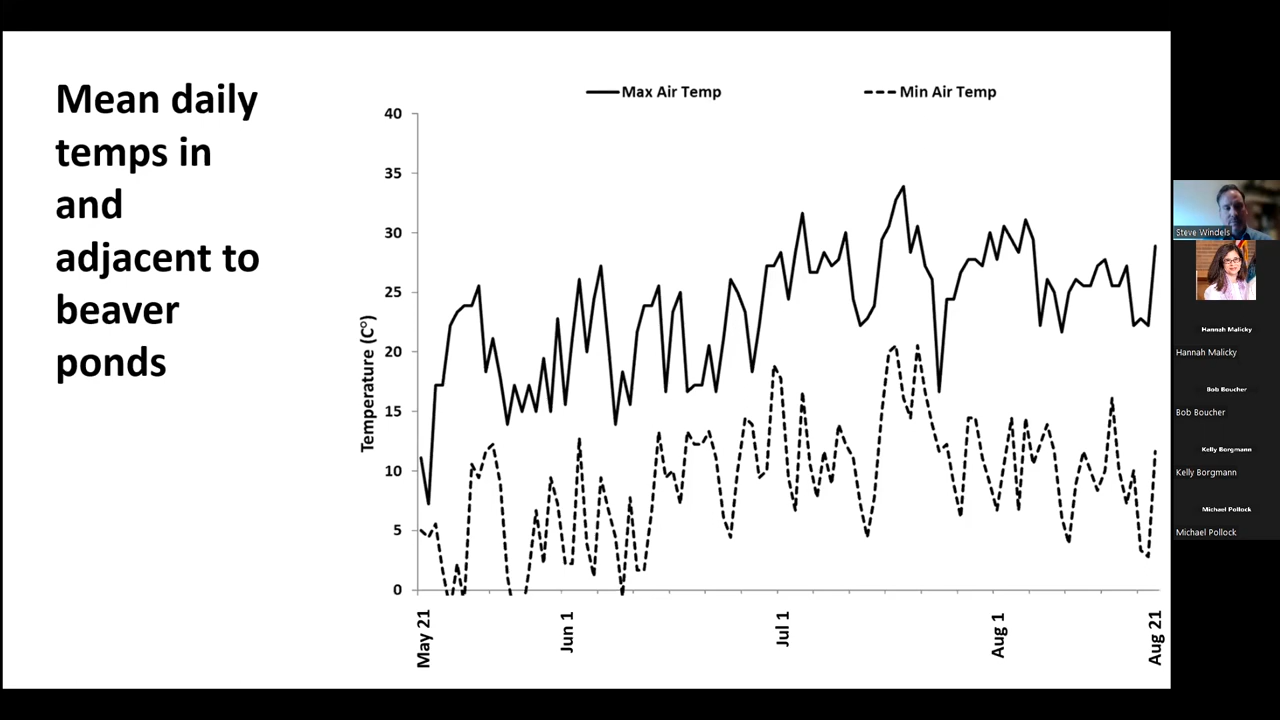 Mean daily
temps in
and
adjacent to
beaver
ponds
Max Air Temp
Min Air Temp
40
35
30
25
20
15
10
5
0
Temperature (C°)
May 21
Jun 1
Jul 1
Aug 1
Aug 21
Steve Windels
Hannah Malicky
Hannah Malicky
Bob Boucher
Bob Boucher
Kelly Borgmann
Kelly Borgmann
Michael Pollock
Michael Pollock